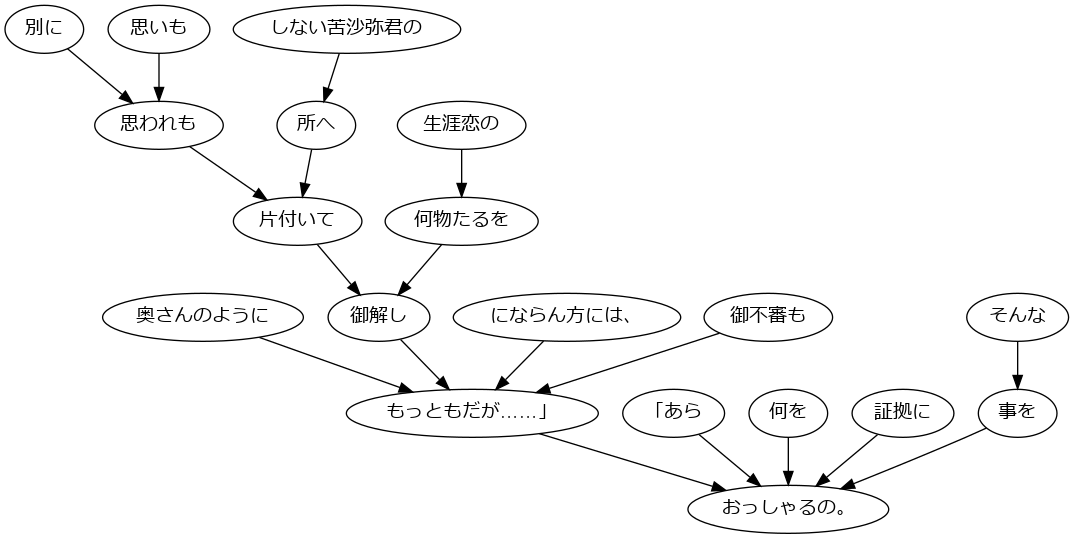 別に 思いも しない苦沙弥君の
思われも 所へ 生涯恋の
片付いて 何物たるを
奥さんのように 御解し にならん方には、 御不審も そんな
もっともだが……」 「あら 何を 証拠に 事を
おっしゃるの。